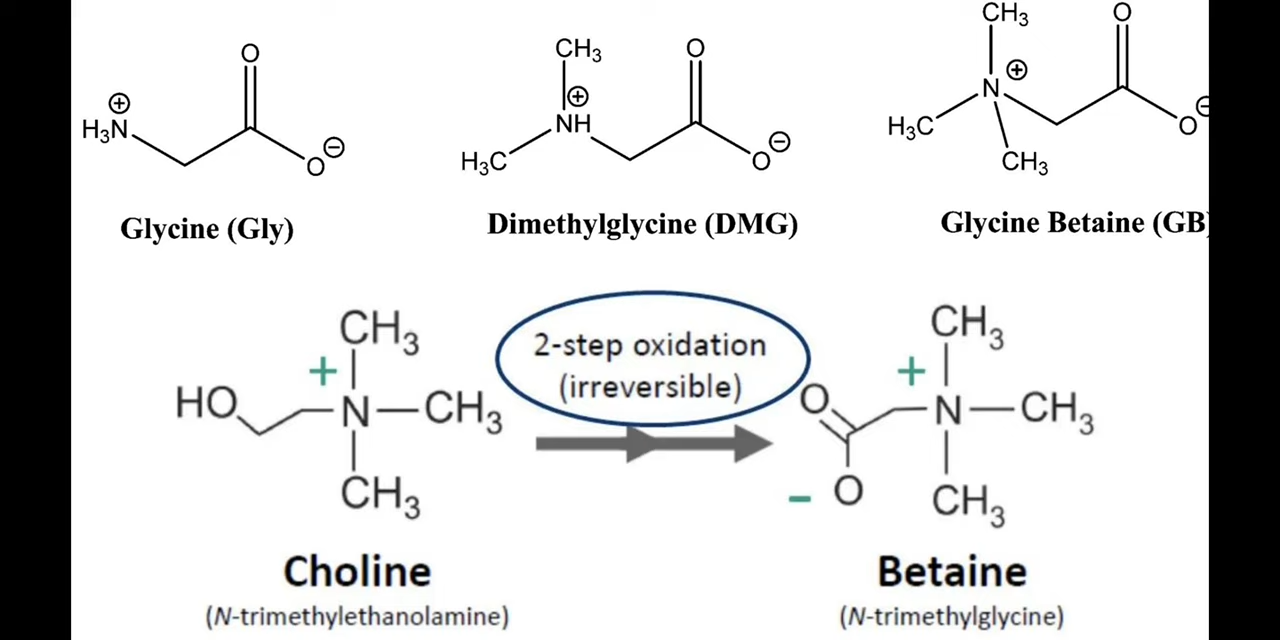 CH₃
O
CH₃
O
CH₃
O
⊕
H₃N
O
⊖
⊕
NH
H₃C
O
⊖
⊕
N
H₃C
CH₃
O
⊖
Glycine (Gly)
Dimethylglycine (DMG)
Glycine Betaine (GB)
CH₃
+
HO
N
CH₃
CH₃
2-step oxidation
(irreversible)
CH₃
+
O
N
CH₃
−
O
CH₃
Choline
(N-trimethylethanolamine)
Betaine
(N-trimethylglycine)